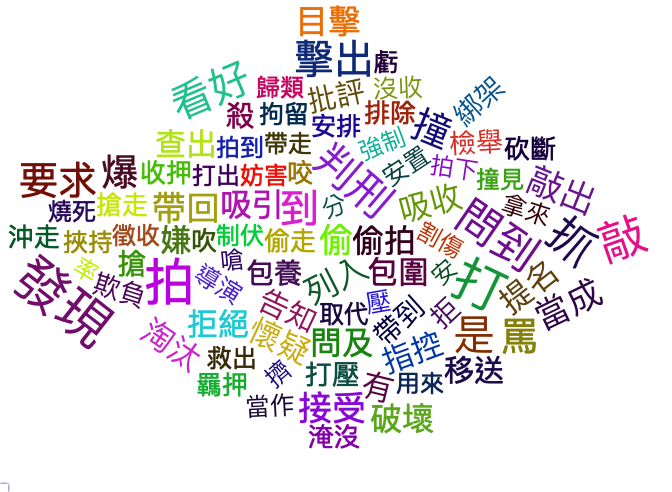 目擊
擊出
虧
看好
歸類
批評
沒收
綁架
殺
拘留
排除
撞
安排
強制
檢舉
砍斷
查出
拍到
帶走
判刑
安置
拍下
撞見
敲出
要求
爆
收押
打出
妨害
咬
吸收
拿來
燒死
搶走
帶回
吸引
到
分
問到
抓
敲
沖走
挾持
徵收
嫌
吹
制伏
偷走
偷
偷拍
割傷
發現
率
欺負
搶
拍
導演
嗆
包養
列入
包圍
安
打
提名
當成
淘汰
拒絕
懷疑
告知
取代
壓
帶到
拒
是
罵
問及
指控
救出
羈押
擠
打壓
有
用來
移送
當作
接受
破壞
淹沒